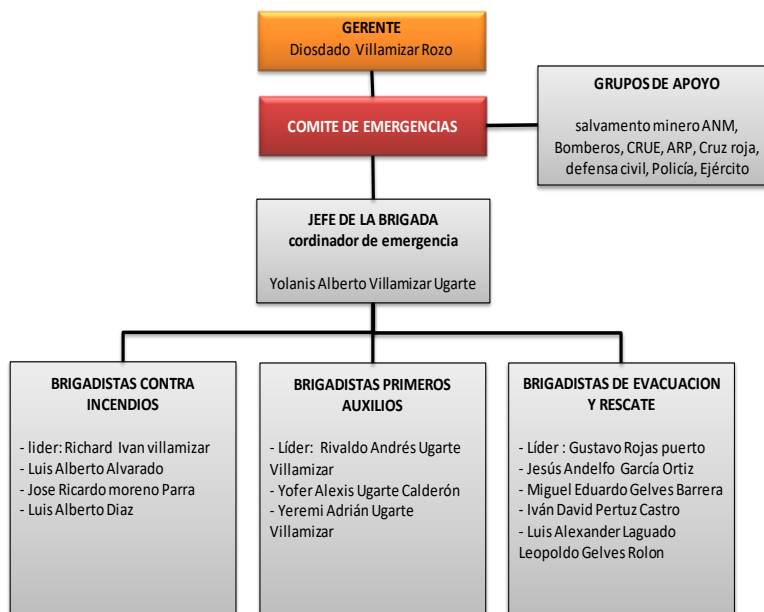 GERENTE
Diosdado Villamizar Rozo
COMITE DE EMERGENCIAS
GRUPOS DE APOYO
salvamento minero ANM,
Bomberos, CRUE, ARP, Cruz roja,
defensa civil, Policía, Ejército
JEFE DE LA BRIGADA
cordinador de emergencia
Yolanis Alberto Villamizar Ugarte
BRIGADISTAS CONTRA
INCENDIOS
- lider: Richard Ivan villamizar
- Luis Alberto Alvarado
- Jose Ricardo moreno Parra
- Luis Alberto Diaz
BRIGADISTAS PRIMEROS
AUXILIOS
- Líder: Rivaldo Andrés Ugarte
Villamizar
- Yofer Alexis Ugarte Calderón
- Yeremi Adrián Ugarte
Villamizar
BRIGADISTAS DE EVACUACION
Y RESCATE
- Líder : Gustavo Rojas puerto
- Jesús Andelfo García Ortiz
- Miguel Eduardo Gelves Barrera
- Iván David Pertuz Castro
- Luis Alexander Laguado
Leopoldo Gelves Rolon